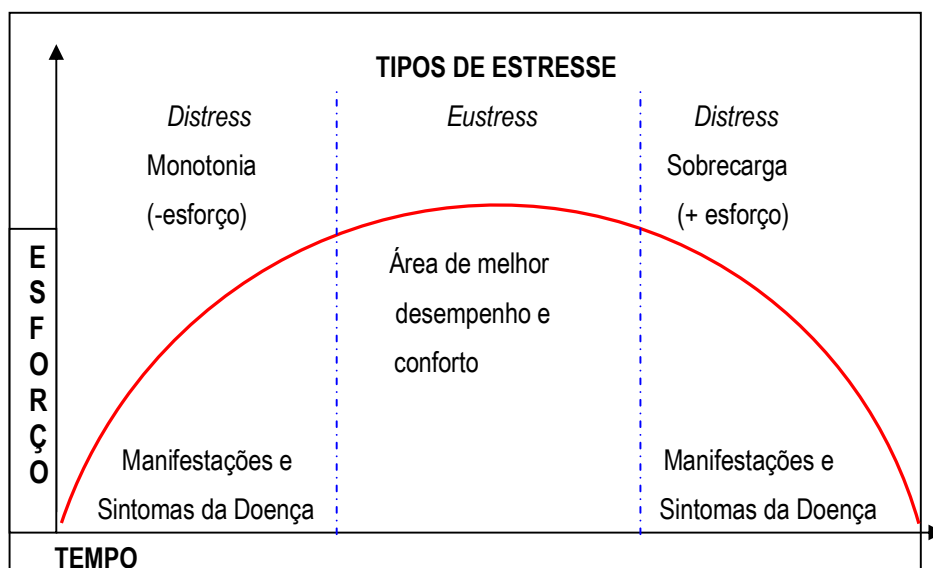 TIPOS DE ESTRESSE
Distress
Eustress
Distress
Monotonia
Sobrecarga
(-esforço)
(+ esforço)
ESFORÇO
Área de melhor
desempenho e
conforto
Manifestações e
Sintomas da Doença
Manifestações e
Sintomas da Doença
TEMPO